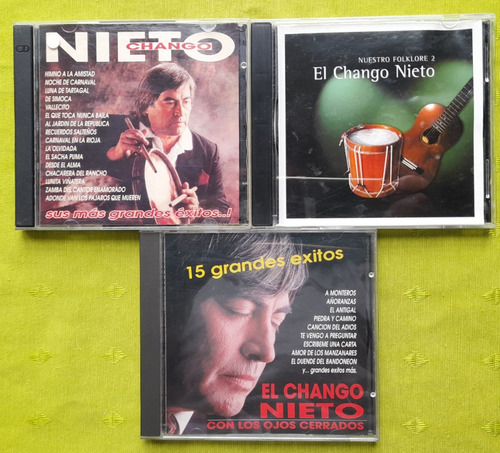 NIETO
CHANGO
HIMNO A LA AMISTAD
NOCHE DE CARNAVAL
LUNA DE TARTAGAL
DE SIMOCA
VALLECITO
EL QUE TOCA NUNCA BAILA
AL JARDIN DE LA REPUBLICA
RECUERDOS SALTEÑOS
CARNAVAL EN LA RIOJA
LA OLVIDADA
EL SACHA PUMA
DESDE EL ALMA
CHACARERA DEL RANCHO
LUNITA VIÑATERA
ZAMBA DEL CANTOR ENAMORADO
ADONDE VAN LOS PAJAROS QUE MUEREN
sus más grandes éxitos..!
NUESTRO FOLKLORE 2
El Chango Nieto
15 grandes exitos
A MONTEROS
AÑORANZAS
EL ANTIGAL
PIEDRA Y CAMINO
CANCION DEL ADIOS
TE VENGO A PREGUNTAR
ESCRIBEME UNA CARTA
AMOR DE LOS MANZANARES
EL DUENDE DEL BANDONEON
y... grandes exitos más.
EL CHANGO
NIETO
CON LOS OJOS CERRADOS